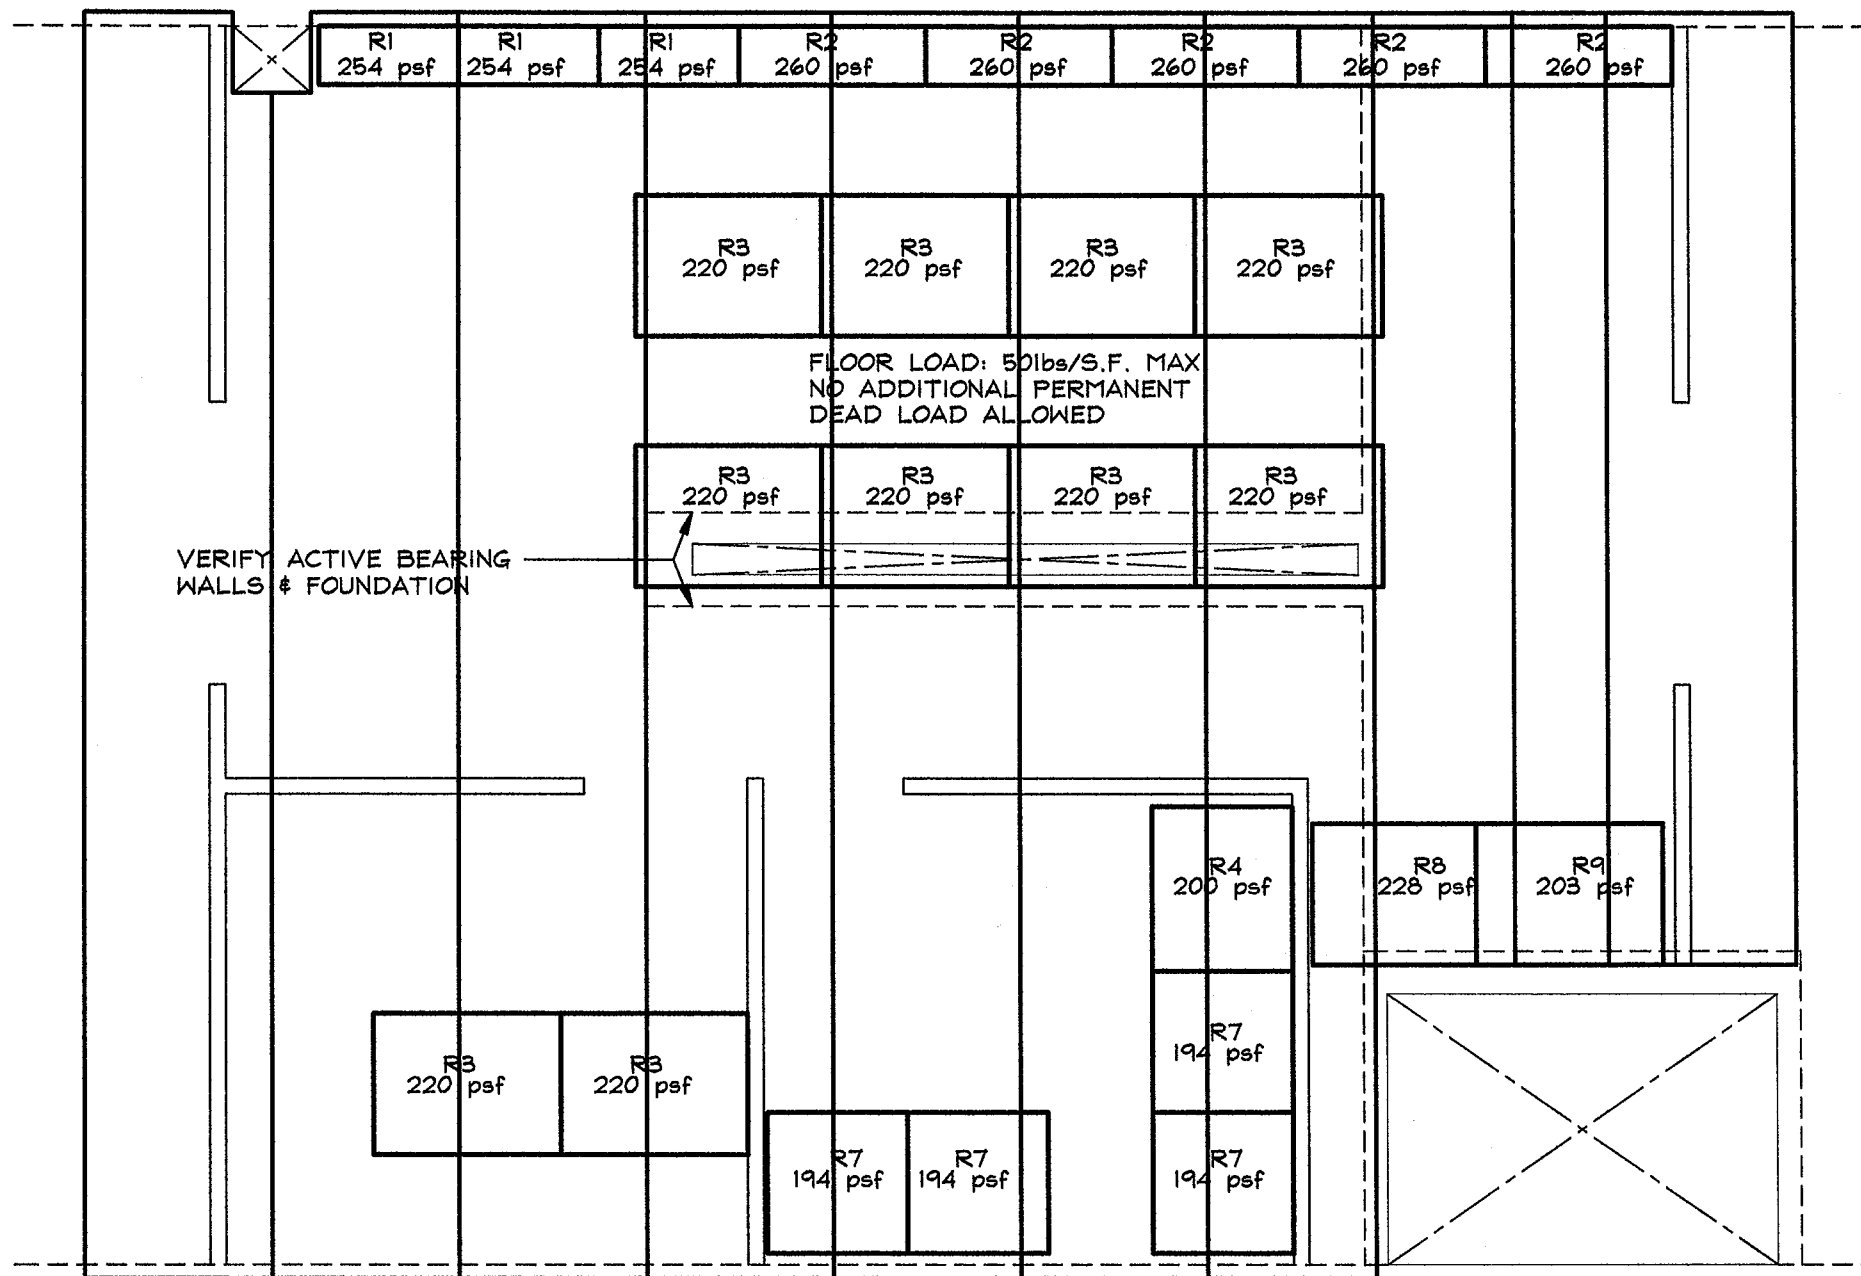 R1 R1 R1 R2 R2 R2 R2 R2
254 psf 254 psf 254 psf 260 psf 260 psf 260 psf 260 psf 260 psf
R3 R3 R3 R3
220 psf 220 psf 220 psf 220 psf
FLOOR LOAD: 50lbs/S.F. MAX
NO ADDITIONAL PERMANENT
DEAD LOAD ALLOWED
R3 R3 R3 R3
220 psf 220 psf 220 psf 220 psf
VERIFY ACTIVE BEARING
WALLS & FOUNDATION
R4 R8 R9
200 psf 228 psf 203 psf
R7
194 psf
R3 R3
220 psf 220 psf
R7 R7 R7
194 psf 194 psf 194 psf